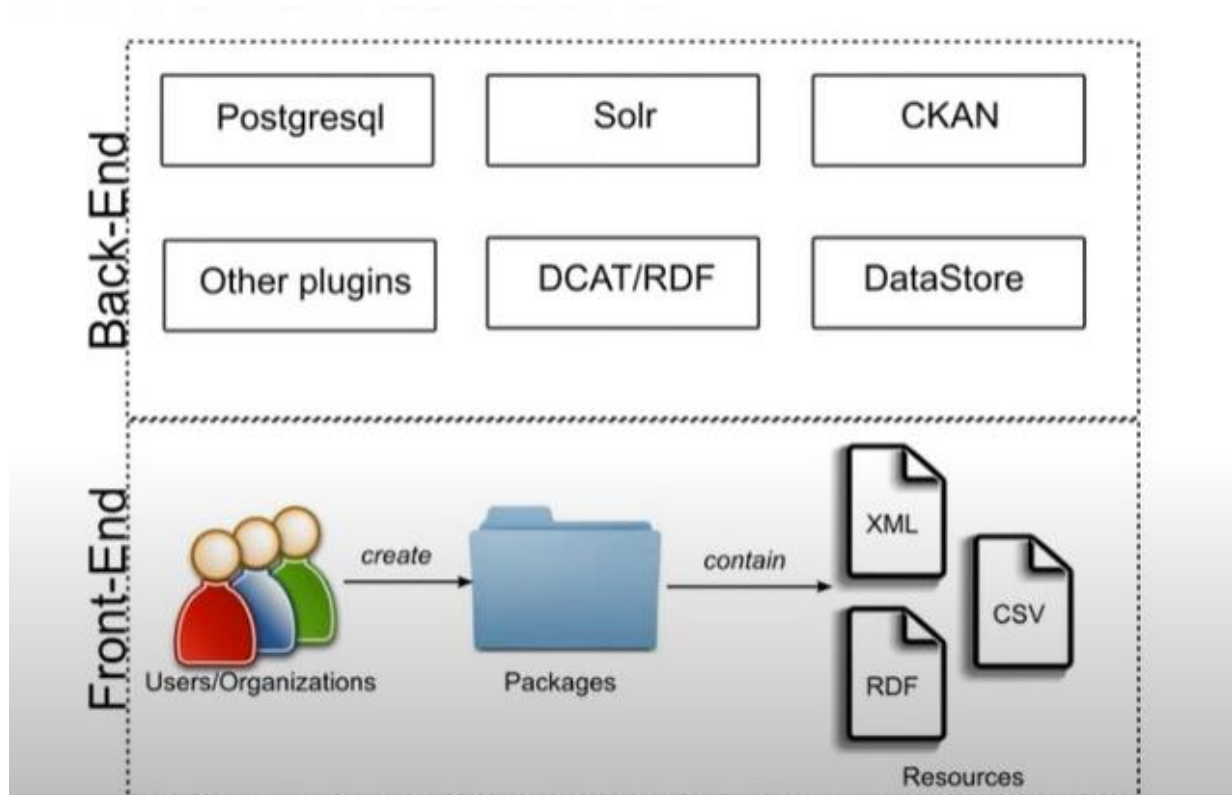 Back-End
Postgresql
Solr
CKAN
Other plugins
DCAT/RDF
DataStore
Front-End
create
contain
XML
CSV
RDF
Users/Organizations
Packages
Resources